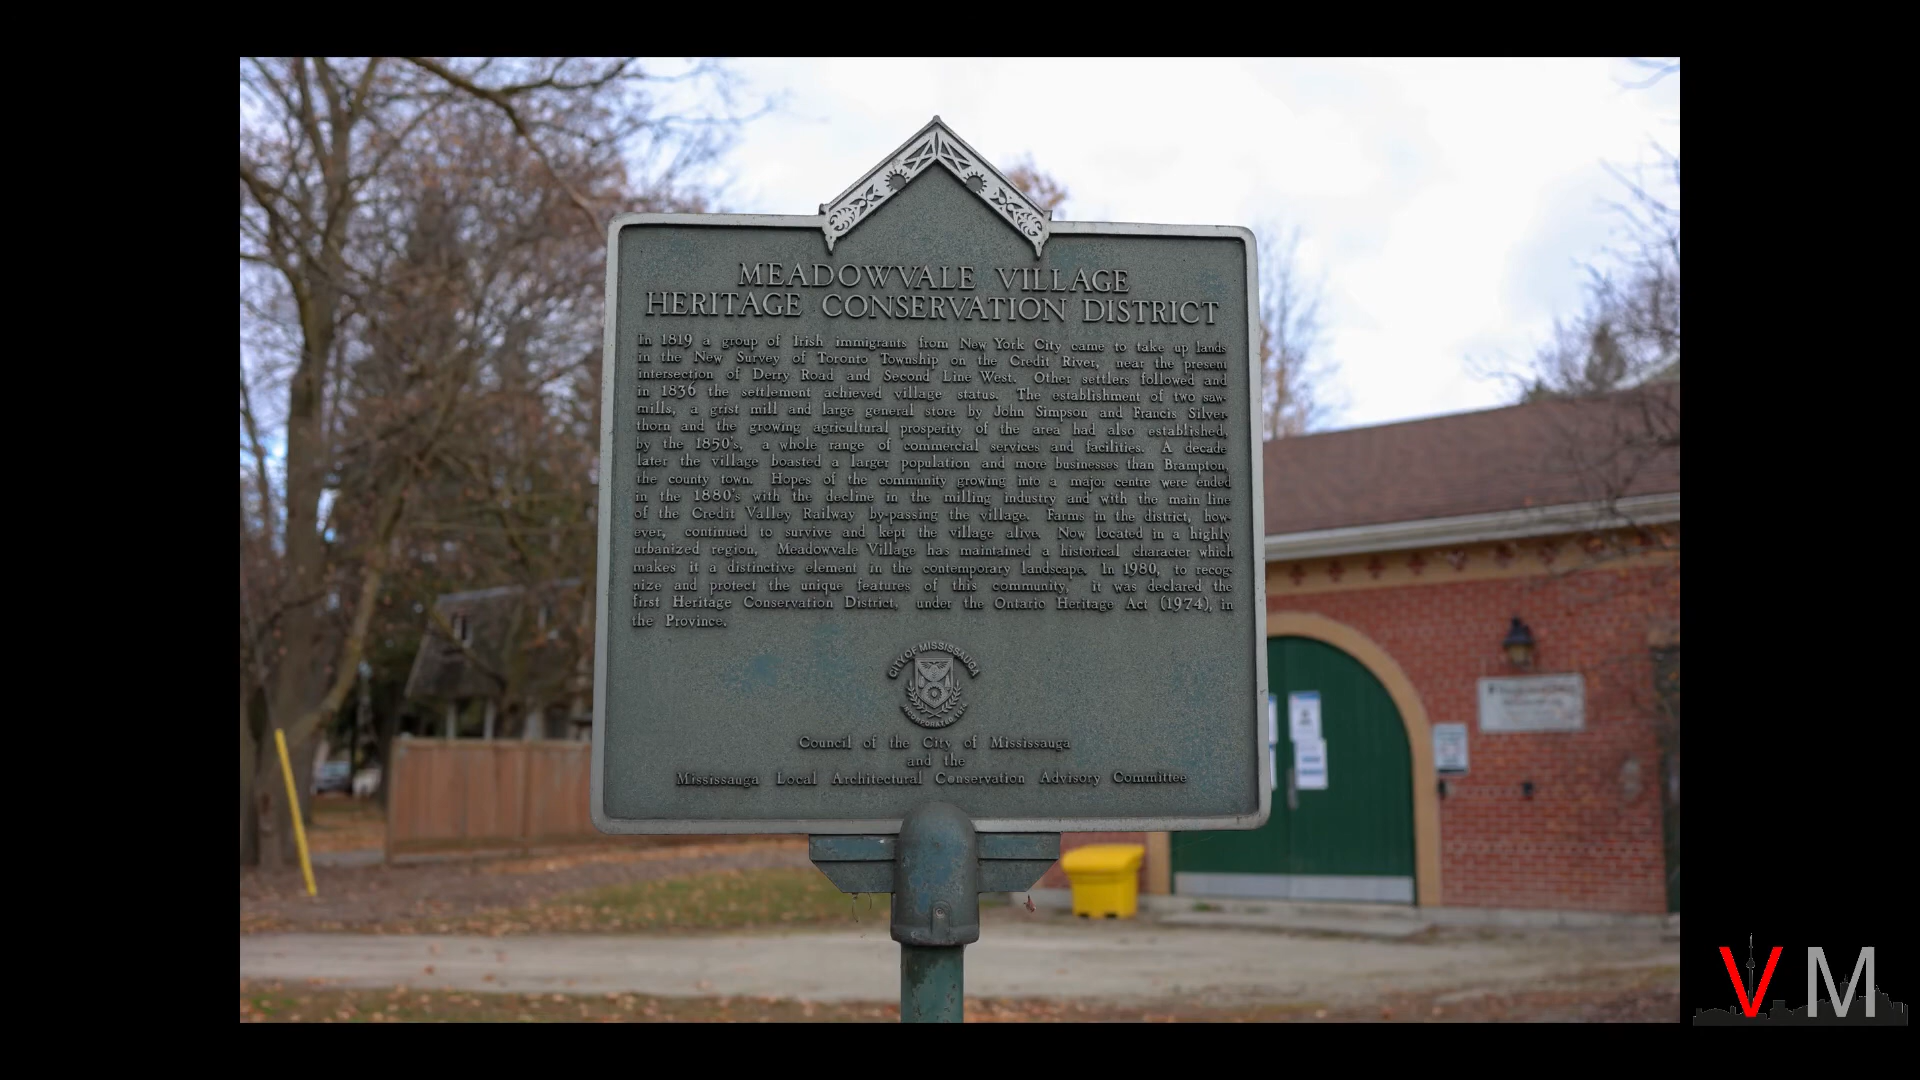 MEADOWVALE VILLAGE
HERITAGE CONSERVATION DISTRICT
In 1819 a group of Irish immigrants from New York City came to take up lands
in the New Survey of Toronto Township on the Credit River, near the present
intersection of Derry Road and Second Line West. Other settlers followed and
in 1836 the settlement achieved village status. The establishment of two saw-
mills, a grist mill and large general store by John Simpson and Francis Silver-
thorn and the growing agricultural prosperity of the area had also established,
by the 1850's, a whole range of commercial services and facilities. A decade
later the village boasted a larger population and more businesses than Brampton,
the county town. Hopes of the community growing into a major centre were ended
in the 1880's with the decline in the milling industry and with the main line
of the Credit Valley Railway by-passing the village. Farms in the district, how-
ever, continued to survive and kept the village alive. Now located in a highly
urbanized region, Meadowvale Village has maintained a historical character which
makes it a distinctive element in the contemporary landscape. In 1980, to recog-
nize and protect the unique features of this community, it was declared the
first Heritage Conservation District, under the Ontario Heritage Act (1974), in
the Province.
CITY OF MISSISSAUGA
INCORPORATED 1974
Council of the City of Mississauga
and the
Mississauga Local Architectural Conservation Advisory Committee
VM